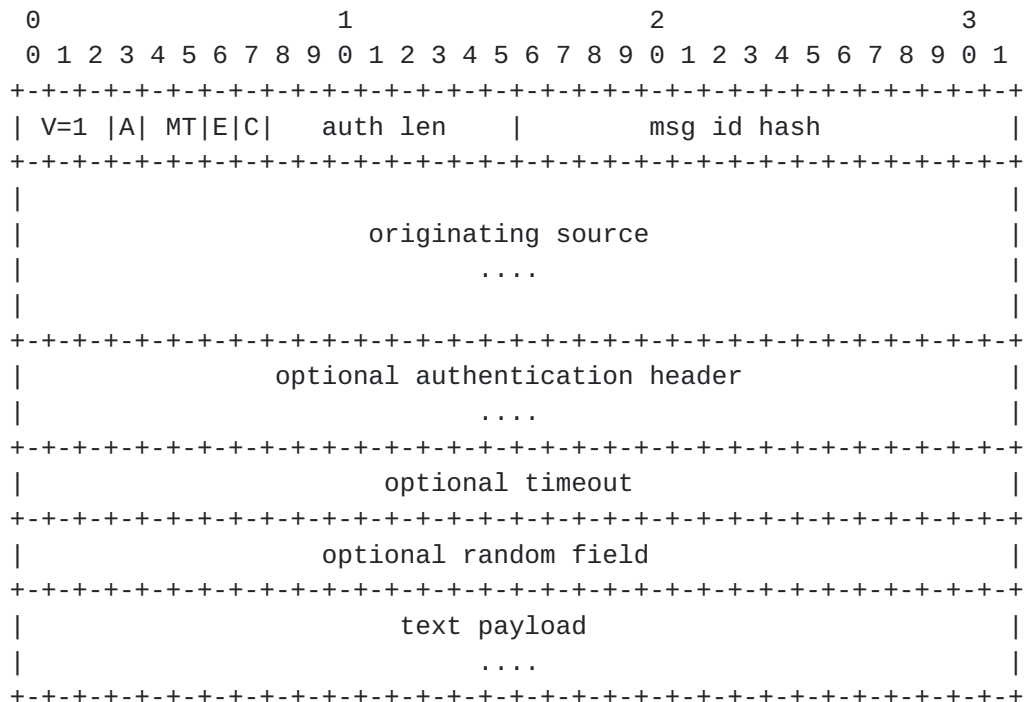 0                   1                   2                   3
 0 1 2 3 4 5 6 7 8 9 0 1 2 3 4 5 6 7 8 9 0 1 2 3 4 5 6 7 8 9 0 1
+-+-+-+-+-+-+-+-+-+-+-+-+-+-+-+-+-+-+-+-+-+-+-+-+-+-+-+-+-+-+-+-+
| V=1 |A| MT|E|C|   auth len    |        msg id hash            |
+-+-+-+-+-+-+-+-+-+-+-+-+-+-+-+-+-+-+-+-+-+-+-+-+-+-+-+-+-+-+-+-+
|                                                               |
|                      originating source                       |
|                             ....                              |
|                                                               |
+-+-+-+-+-+-+-+-+-+-+-+-+-+-+-+-+-+-+-+-+-+-+-+-+-+-+-+-+-+-+-+-+
|                optional authentication header                 |
|                             ....                              |
+-+-+-+-+-+-+-+-+-+-+-+-+-+-+-+-+-+-+-+-+-+-+-+-+-+-+-+-+-+-+-+-+
|                       optional timeout                        |
+-+-+-+-+-+-+-+-+-+-+-+-+-+-+-+-+-+-+-+-+-+-+-+-+-+-+-+-+-+-+-+-+
|                   optional random field                       |
+-+-+-+-+-+-+-+-+-+-+-+-+-+-+-+-+-+-+-+-+-+-+-+-+-+-+-+-+-+-+-+-+
|                        text payload                           |
|                             ....                              |
+-+-+-+-+-+-+-+-+-+-+-+-+-+-+-+-+-+-+-+-+-+-+-+-+-+-+-+-+-+-+-+-+